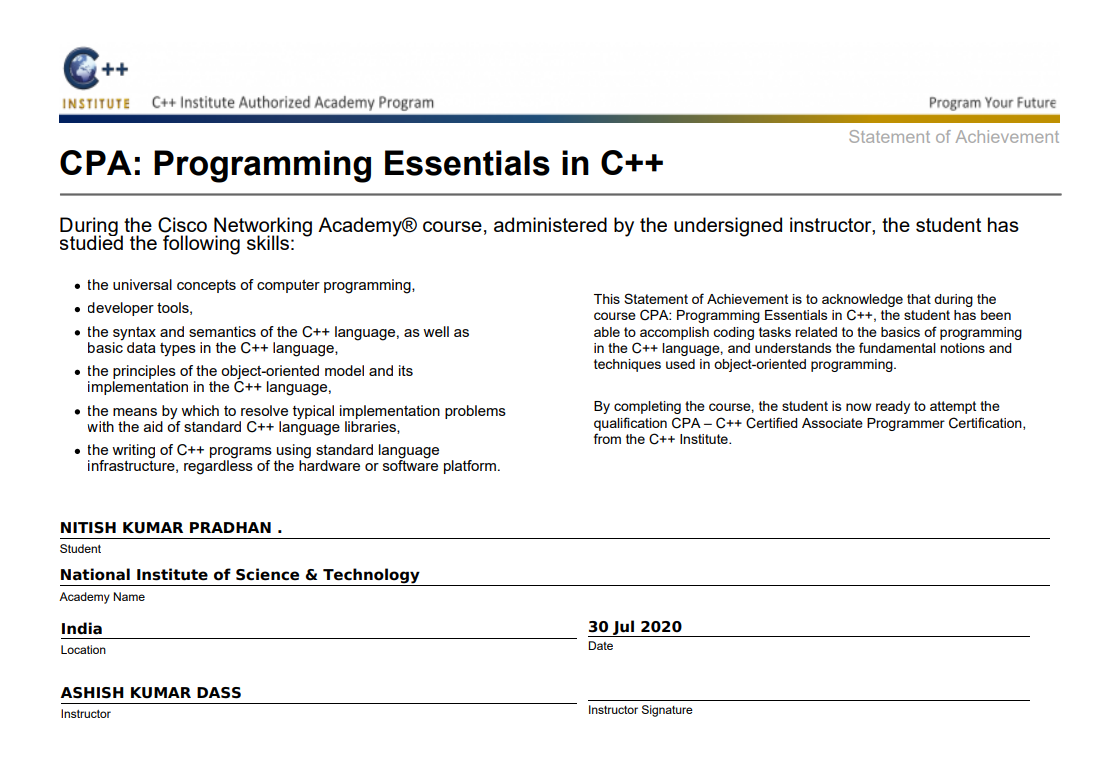 C++
INSTITUTE
C++ Institute Authorized Academy Program
Program Your Future
Statement of Achievement
CPA: Programming Essentials in C++
During the Cisco Networking Academy® course, administered by the undersigned instructor, the student has
studied the following skills:
• the universal concepts of computer programming,
• developer tools,
• the syntax and semantics of the C++ language, as well as
basic data types in the C++ language,
• the principles of the object-oriented model and its
implementation in the C++ language,
• the means by which to resolve typical implementation problems
with the aid of standard C++ language libraries,
• the writing of C++ programs using standard language
infrastructure, regardless of the hardware or software platform.
This Statement of Achievement is to acknowledge that during the
course CPA: Programming Essentials in C++, the student has been
able to accomplish coding tasks related to the basics of programming
in the C++ language, and understands the fundamental notions and
techniques used in object-oriented programming.
By completing the course, the student is now ready to attempt the
qualification CPA – C++ Certified Associate Programmer Certification,
from the C++ Institute.
NITISH KUMAR PRADHAN .
Student
National Institute of Science & Technology
Academy Name
India
Location
30 Jul 2020
Date
ASHISH KUMAR DASS
Instructor
Instructor Signature